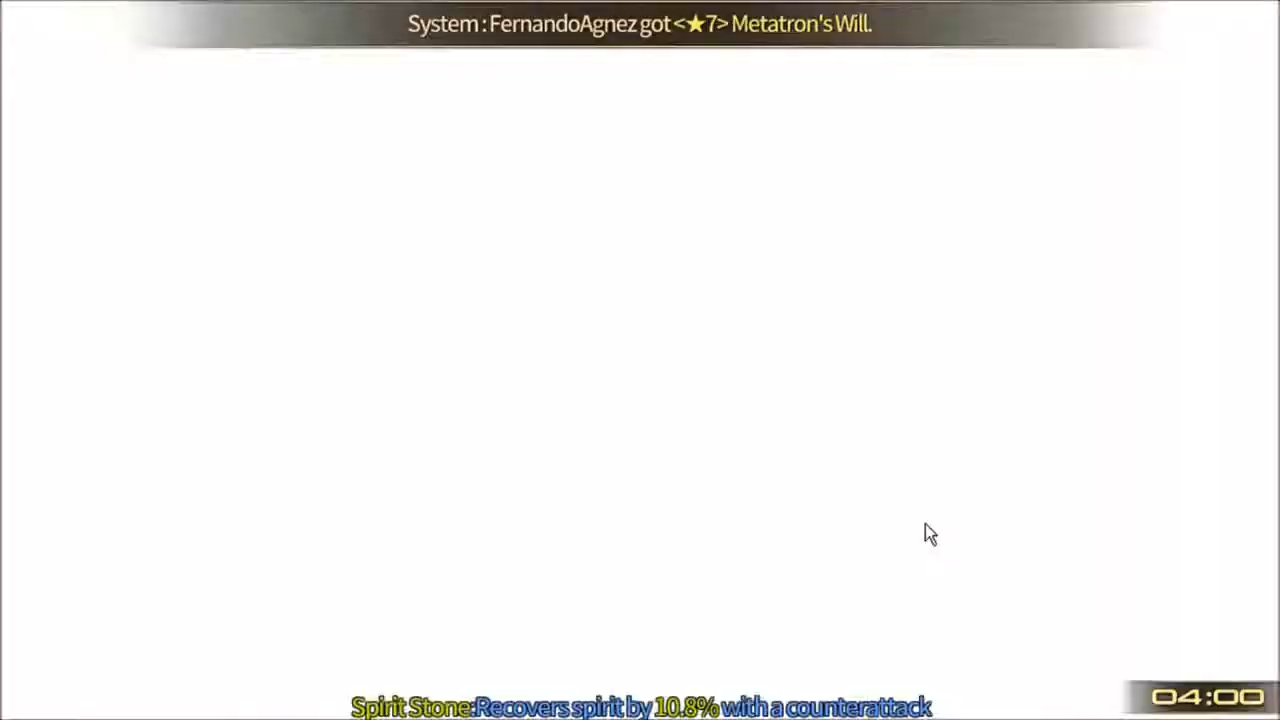 System : FernandoAgnez got <★7> Metatron's Will.
Spirit Stone:Recovers spirit by 10.8% with a counterattack
04:00